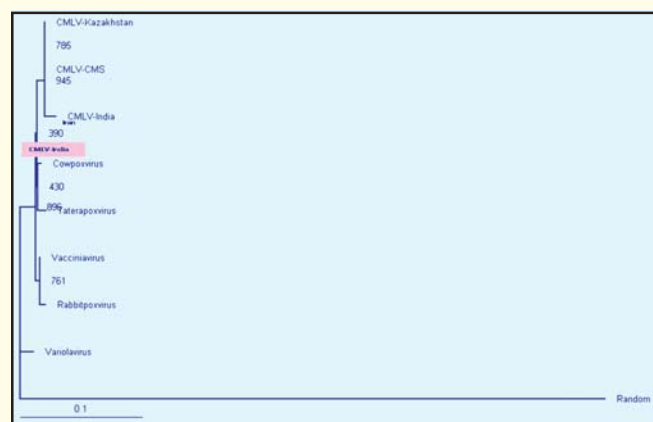 CMLV-Kazakhstan
785
CMLV-CMS
945
CMLV-India
Iran
390
CMLV-India
Cowpoxvirus
430
896
Taterapoxvirus
Vacciniavirus
761
Rabbitpoxvirus
Variolavirus
Random
0.1